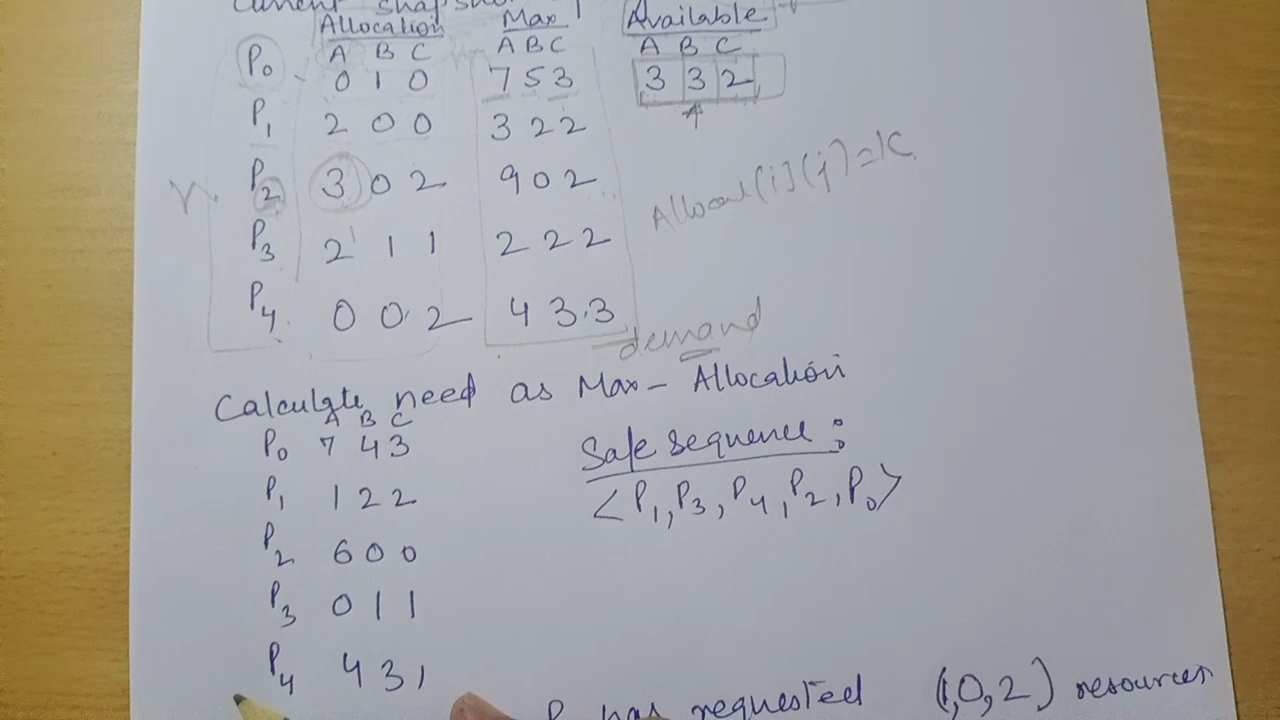 Current
Allocation Max Available
A B C A B C A B C
P0 0 1 0 7 5 3 3 3 2
P1 2 0 0 3 2 2
P2 3 0 2 9 0 2
Allocat(i)(j)=K
P3 2 1 1 2 2 2
P4 0 0 2 4 3 3
demand
Calculate need as Max - Allocation
A B C
P0 7 4 3
Safe sequence:
P1 1 2 2
<P1, P3, P4, P2, P0>
P2 6 0 0
P3 0 1 1
P4 4 3 1
has requested (1,0,2) resources